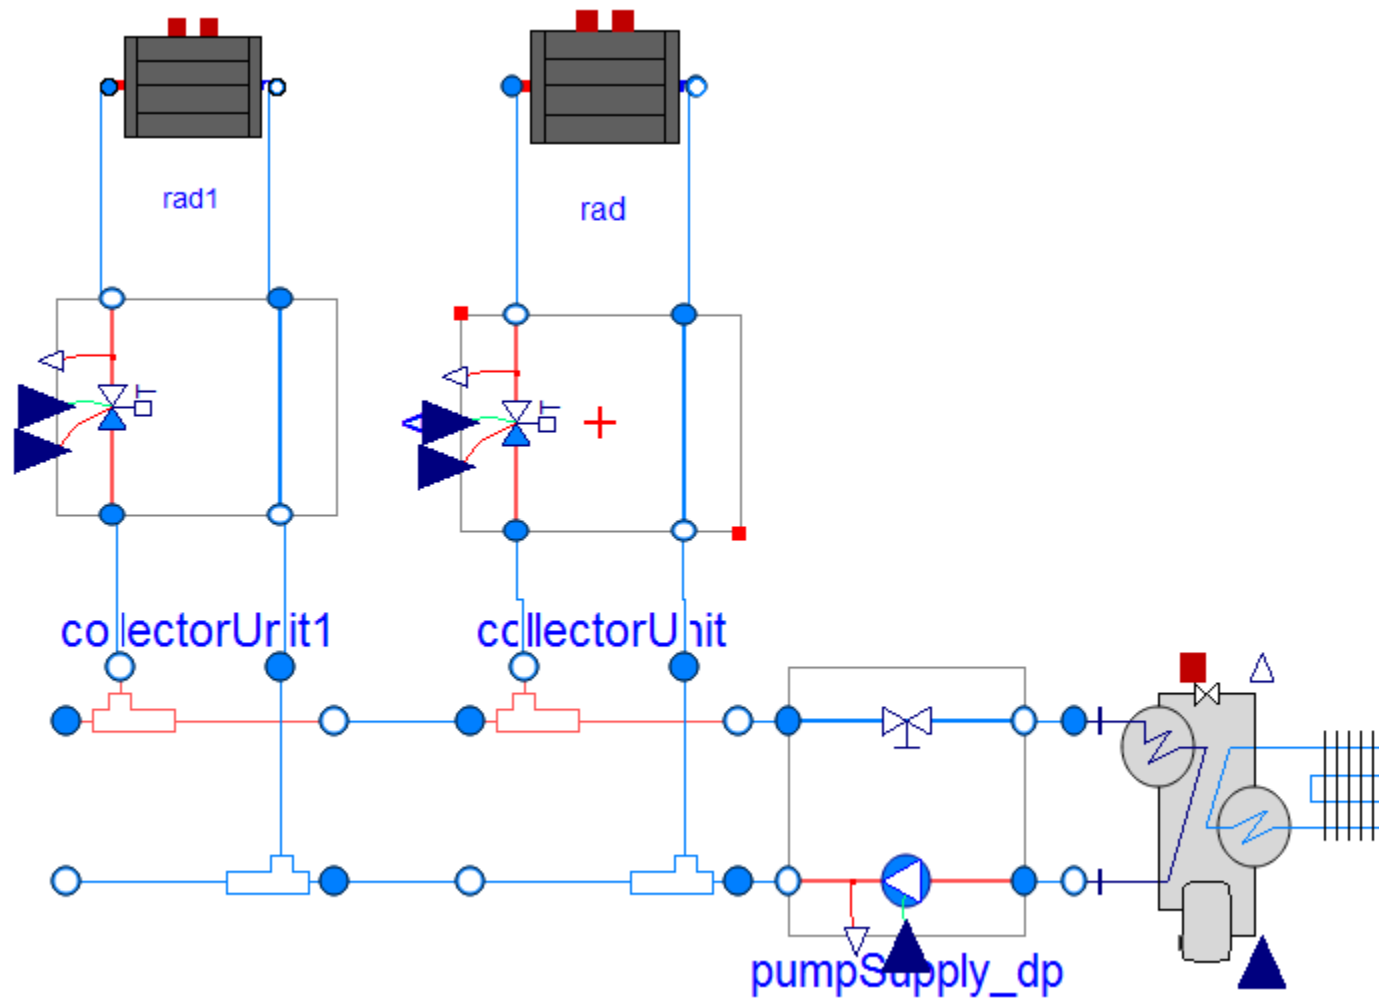 rad1
rad
T
T
collectorUnit1
collectorUnit
pumpSupply_dp